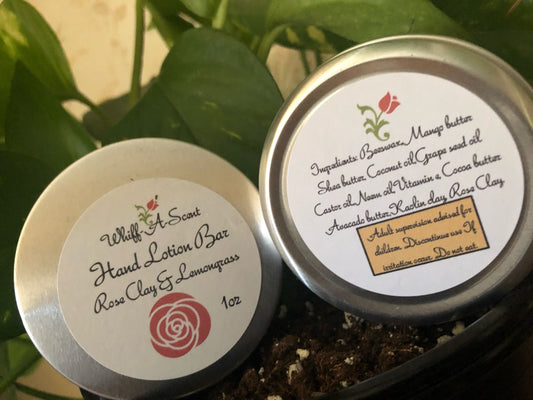 Whiff-A-Scent
Hand Lotion Bar
Rose Clay & Lemongrass
1oz
Ingredients: Beeswax, Mango butter
Shea butter, Coconut oil, Grape seed oil
Castor oil, Neem oil, Vitamin e, Cocoa butter
Avocado butter, Kaolin clay, Rose Clay
Adult supervision advised for
children. Discontinue use If
irritation occur. Do not eat.